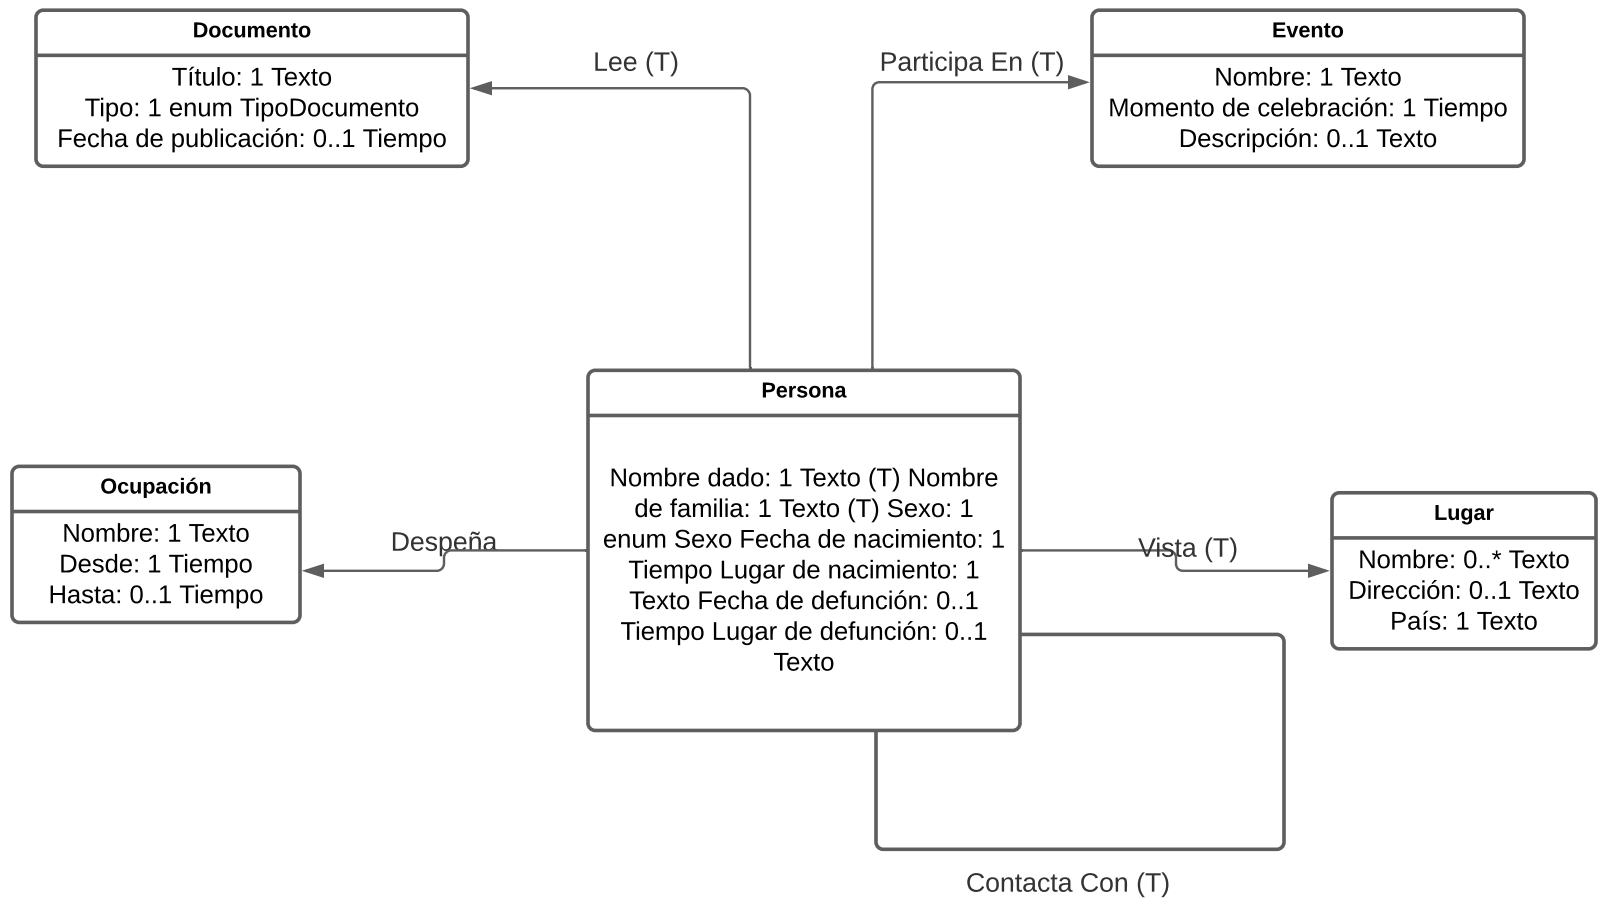 Documento
Título: 1 Texto
Tipo: 1 enum TipoDocumento
Fecha de publicación: 0..1 Tiempo
Lee (T)
Participa En (T)
Evento
Nombre: 1 Texto
Momento de celebración: 1 Tiempo
Descripción: 0..1 Texto
Persona
Nombre dado: 1 Texto (T) Nombre
de familia: 1 Texto (T) Sexo: 1
enum Sexo Fecha de nacimiento: 1
Tiempo Lugar de nacimiento: 1
Texto Fecha de defunción: 0..1
Tiempo Lugar de defunción: 0..1
Texto
Ocupación
Nombre: 1 Texto
Desde: 1 Tiempo
Hasta: 0..1 Tiempo
Despeña
Vista (T)
Lugar
Nombre: 0..* Texto
Dirección: 0..1 Texto
País: 1 Texto
Contacta Con (T)